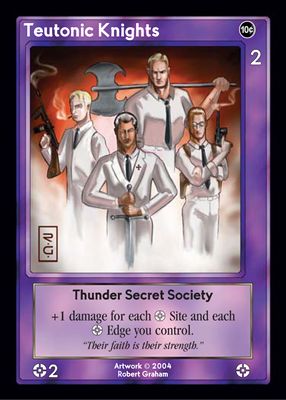 Teutonic Knights
10¢
2
Thunder Secret Society
+1 damage for each Site and each
Edge you control.
"Their faith is their strength."
2
Artwork © 2004
Robert Graham